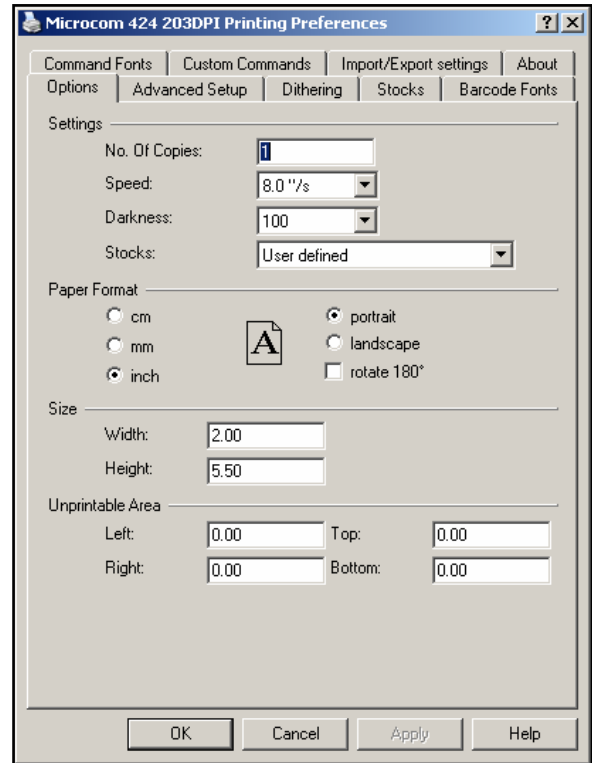 Microcom 424 203DPI Printing Preferences
Command Fonts Custom Commands Import/Export settings About
Options Advanced Setup Dithering Stocks Barcode Fonts
Settings
No. Of Copies: 1
Speed: 8.0 "/s
Darkness: 100
Stocks: User defined
Paper Format
cm portrait
A
mm landscape
inch rotate 180°
Size
Width: 2.00
Height: 5.50
Unprintable Area
Left: 0.00 Top: 0.00
Right: 0.00 Bottom: 0.00
OK Cancel Apply Help